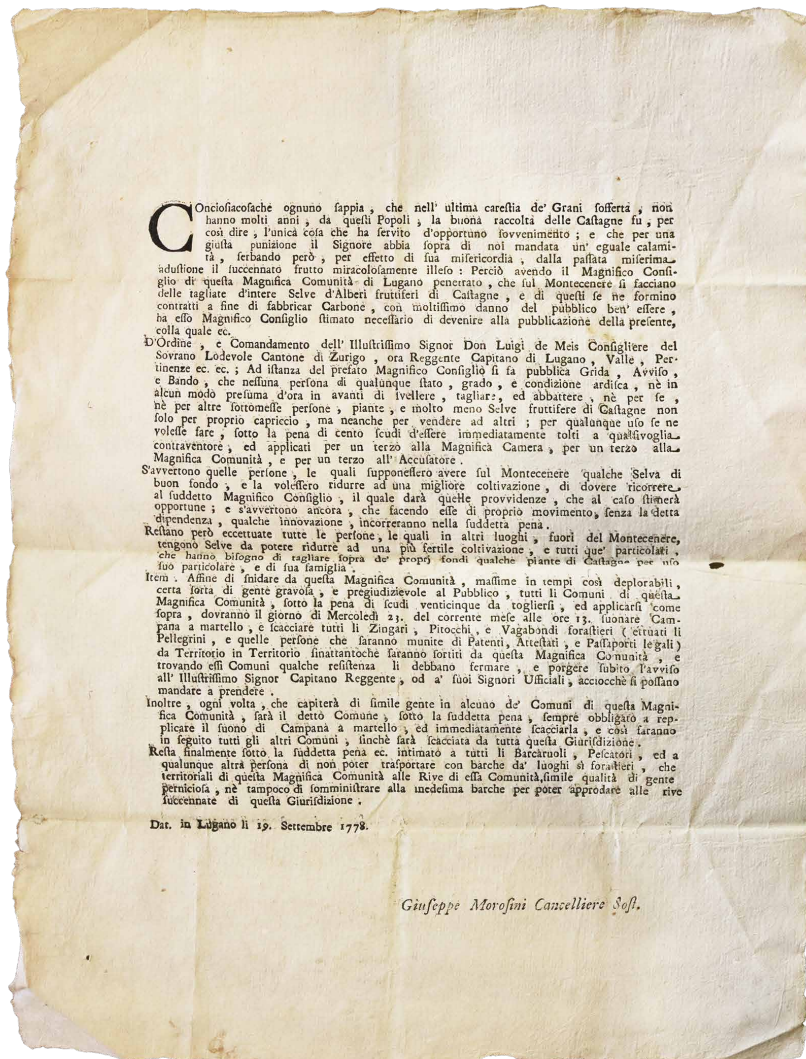 COnciosiacosachè ognuno sappia , che nell' ultima carestia de' Grani sofferta , non
hanno molti anni , da questi Popoli , la buona raccolta delle Castagne fu , per
così dire , l'unica cosa che ha servito d'opportuno sovvenimento ; e che per una
giusta punizione il Signore abbia sopra di noi mandata un' eguale calami-
tà , serbando però , per effetto di sua misericordia , dalla passata miserima
adustione il succennato frutto miracolosamente illeso : Perciò avendo il Magnifico Consi-
glio di questa Magnifica Comunità di Lugano penetrato , che sul Montecenere si facciano
delle tagliate d'intere Selve d'Alberi fruttiferi di Castagne , e di questi se ne formino
contratti a fine di fabbricar Carbone , con moltissimo danno del pubblico ben' essere ,
ha esso Magnifico Consiglio stimato necessario di devenire alla pubblicazione della presente,
colla quale ec.
D'Ordine , e Comandamento dell' Illustrissimo Signor Don Luigi de Meis Consigliere del
Sovrano Lodevole Cantone di Zurigo , ora Reggente Capitano di Lugano , Valle , Per-
tinenze ec. ec. ; Ad istanza del prefato Magnifico Consiglio si fa pubblica Grida , Avviso ,
e Bando , che nessuna persona di qualunque stato , grado , e condizione ardisca , nè in
alcun modo presuma d'ora in avanti di svellere , tagliare , ed abbattere , nè per se ,
nè per altre sottomesse persone , piante , e molto meno Selve fruttifere di Castagne non
solo per proprio capriccio , ma neanche per vendere ad altri ; per qualunque uso se ne
volesse fare , sotto la pena di cento scudi d'essere immediatamente tolti a qualsivoglia
contraventore , ed applicati per un terzo alla Magnifica Camera , per un terzo alla
Magnifica Comunità , e per un terzo all' Accusatore .
S'avvertono quelle persone , le quali supponessero avere sul Montecenere qualche Selva di
buon fondo , e la volessero ridurre ad una migliore coltivazione , di dovere ricorrere
al suddetto Magnifico Consiglio , il quale darà quelle provvidenze , che al caso stimerà
opportune ; e s'avvertono ancora , che facendo esse di proprio movimento, senza la detta
dipendenza , qualche innovazione , incorreranno nella suddetta pena .
Restano però eccettuate tutte le persone, le quali in altri luoghi , fuori del Montecenere,
tengono Selve da potere ridurre ad una più fertile coltivazione , e tutti que' particolari ,
che hanno bisogno di tagliare sopra de' proprj fondi qualche piante di Castagne per uso
suo particolare , e di sua famiglia .
Item . Affine di snidare da questa Magnifica Comunità , massime in tempi così deplorabili,
certa sorta di gente gravosa , e pregiudizievole al Pubblico , tutti li Comuni di questa
Magnifica Comunità , sotto la pena di scudi venticinque da togliersi , ed applicarsi come
sopra , dovranno il giorno di Mercoledì 23. del corrente mese alle ore 13. suonare Cam-
pana a martello , e scacciare tutti li Zingari , Pitocchi , e Vagabondi forastieri ( esttuati li
Pellegrini , e quelle persone che saranno munite di Patenti, Attestati , e Passaporti legali )
da Territorio in Territorio sinattantochè saranno sortiti da questa Magnifica Comunità , e
trovando essi Comuni qualche resistenza li debbano fermare , e porgere subito l'avviso
all' Illustrissimo Signor Capitano Reggente , od a' suoi Signori Ufficiali , acciocchè si possano
mandare a prendere .
Inoltre , ogni volta , che capiterà di simile gente in alcuno de' Comuni di questa Magni-
fica Comunità , sarà il detto Comune , sotto la suddetta pena , sempre obbligato a rep-
plicare il suono di Campana a martello , ed immediatamente scacciarla , e così faranno
in seguito tutti gli altri Comuni , sinchè sarà scacciata da tutta questa Giurisdizione .
Resta finalmente sotto la suddetta pena ec. intimato a tutti li Barcaruoli , Pescatori , ed a
qualunque altra persona di non poter trasportare con barche da' luoghi sì forastieri , che
territoriali di questa Magnifica Comunità alle Rive di essa Comunità,simile qualità di gente
perniciosa , nè tampoco di somministrare alla medesima barche per poter approdare alle rive
succennate di questa Giurisdizione .
Dat. in Lugano li 19. Settembre 1778.
Giuseppe Morosini Cancelliere Sost.